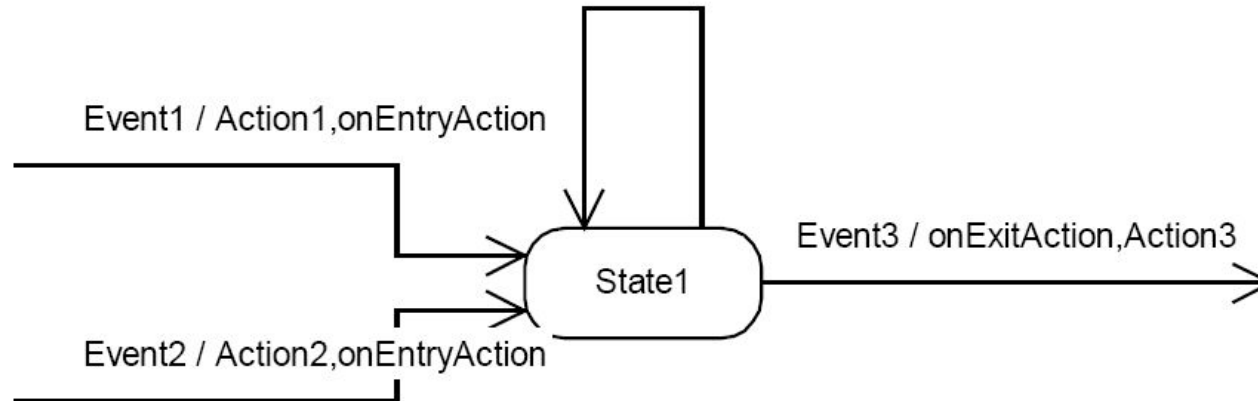 Event1 / Action1,onEntryAction
Event3 / onExitAction,Action3
State1
Event2 / Action2,onEntryAction